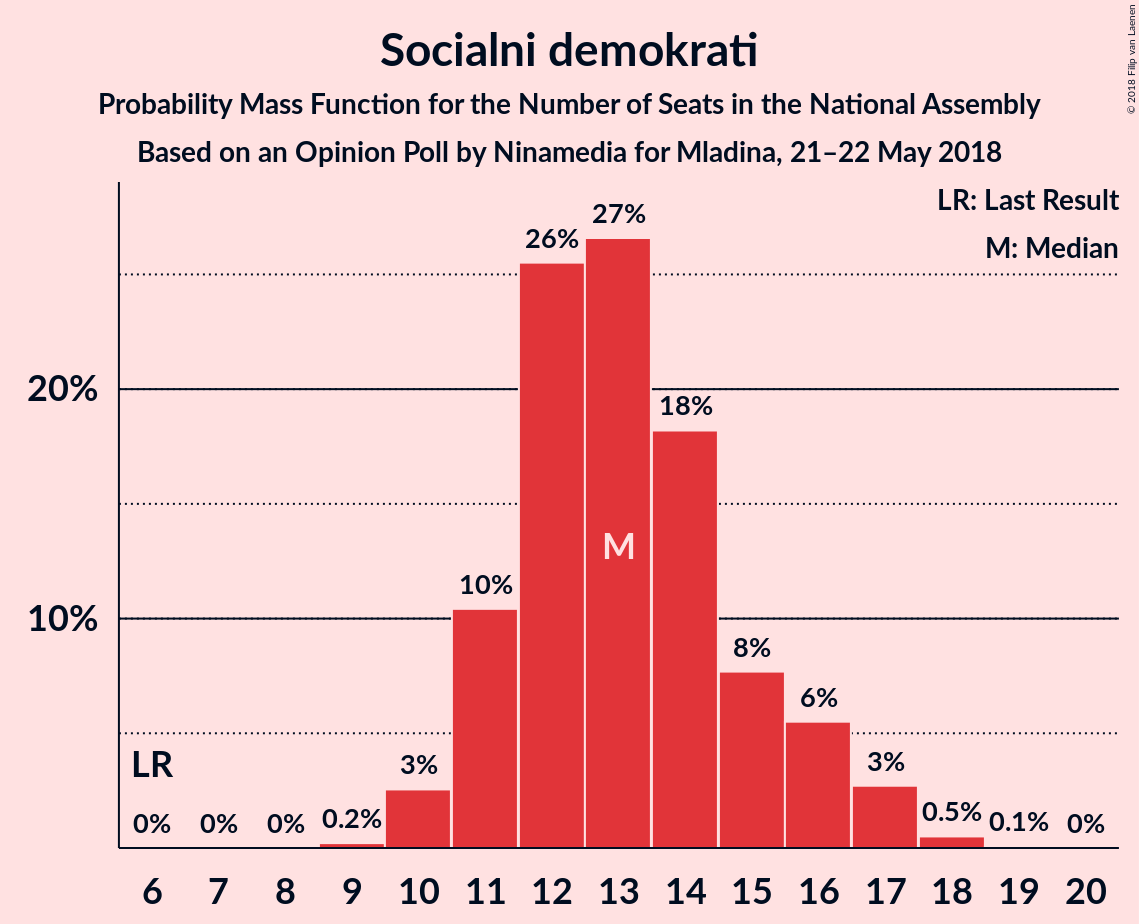 Socialni demokrati
Probability Mass Function for the Number of Seats in the National Assembly
Based on an Opinion Poll by Ninamedia for Mladina, 21–22 May 2018
© 2018 Filip van Laenen
LR: Last Result
M: Median
27%
26%
20%
18%
M
10%
10%
8%
6%
LR
3%
3%
0% 0% 0% 0.2% 0.5% 0.1% 0%
6 7 8 9 10 11 12 13 14 15 16 17 18 19 20